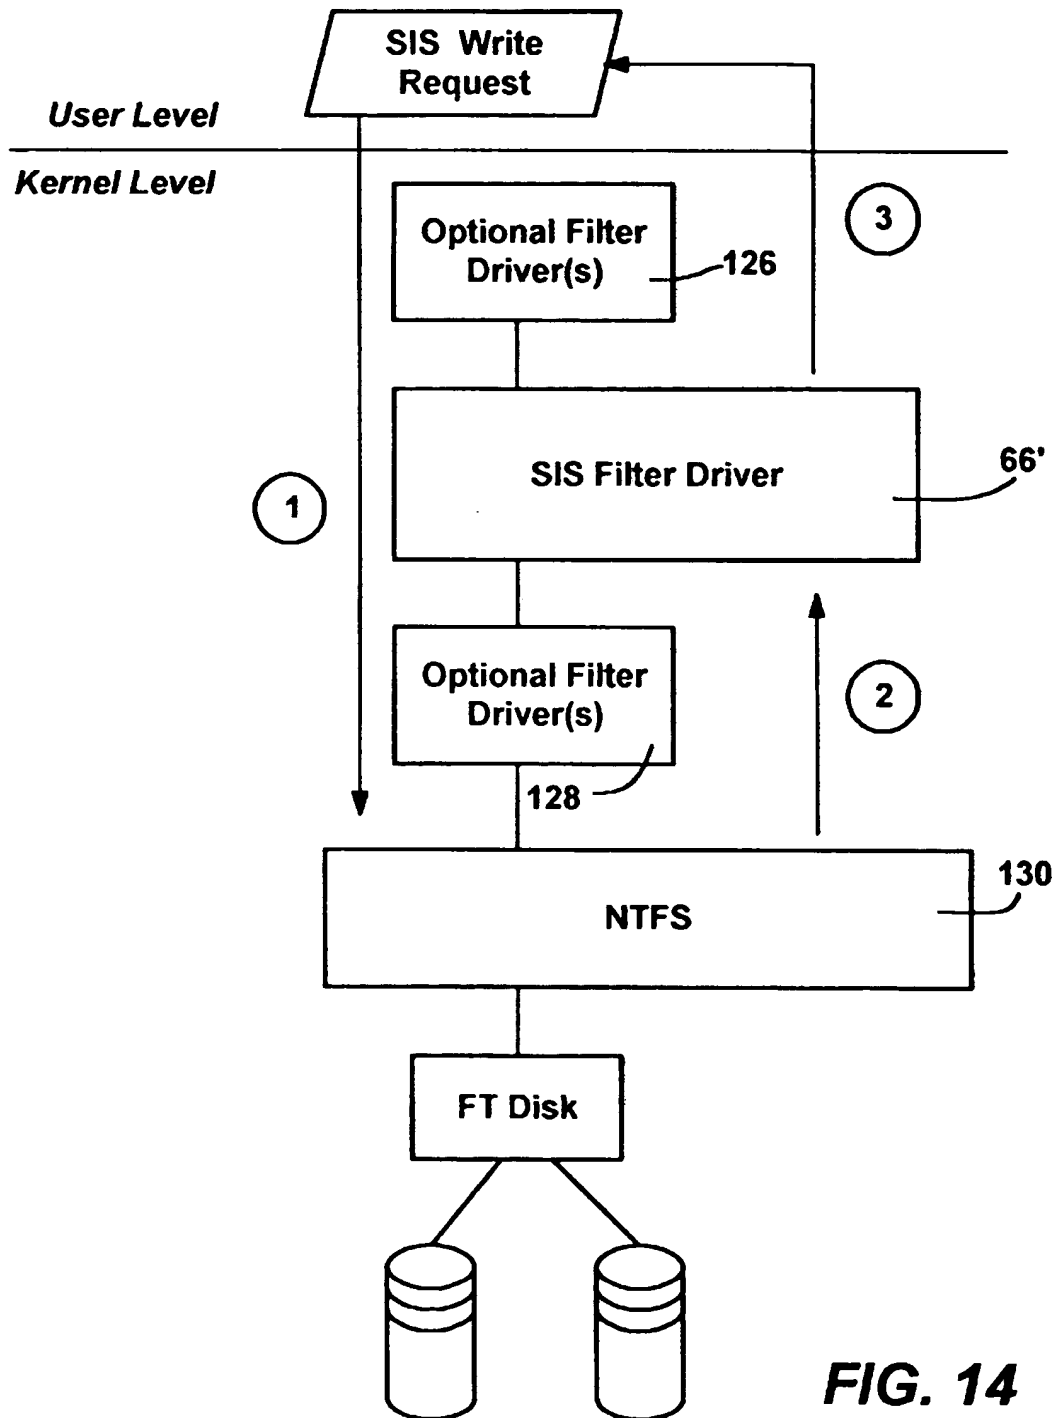 SIS Write
Request
User Level
Kernel Level
3
Optional Filter
Driver(s)
126
SIS Filter Driver
66'
1
Optional Filter
Driver(s)
2
128
NTFS
130
FT Disk
FIG. 14